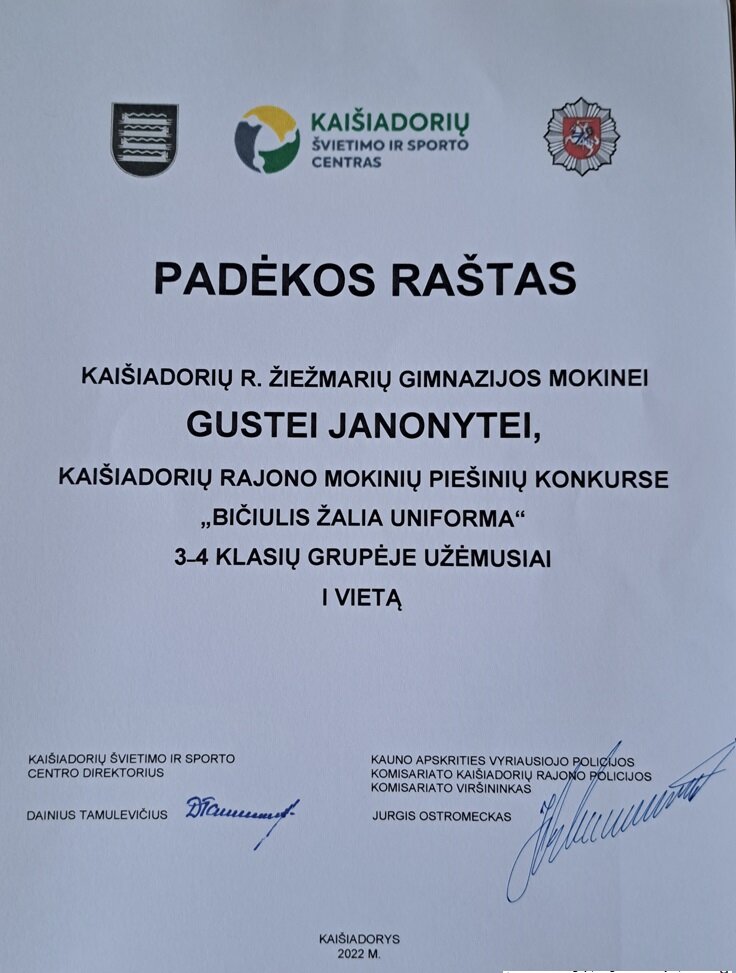 KAIŠIADORIŲ
ŠVIETIMO IR SPORTO
CENTRAS
PADĖKOS RAŠTAS
KAIŠIADORIŲ R. ŽIEŽMARIŲ GIMNAZIJOS MOKINEI
GUSTEI JANONYTEI,
KAIŠIADORIŲ RAJONO MOKINIŲ PIEŠINIŲ KONKURSE
„BIČIULIS ŽALIA UNIFORMA“
3-4 KLASIŲ GRUPĖJE UŽĖMUSIAI
I VIETĄ
KAIŠIADORIŲ ŠVIETIMO IR SPORTO
CENTRO DIREKTORIUS
DAINIUS TAMULEVIČIUS
KAUNO APSKRITIES VYRIAUSIOJO POLICIJOS
KOMISARIATO KAIŠIADORIŲ RAJONO POLICIJOS
KOMISARIATO VIRŠININKAS
JURGIS OSTROMECKAS
KAIŠIADORYS
2022 M.